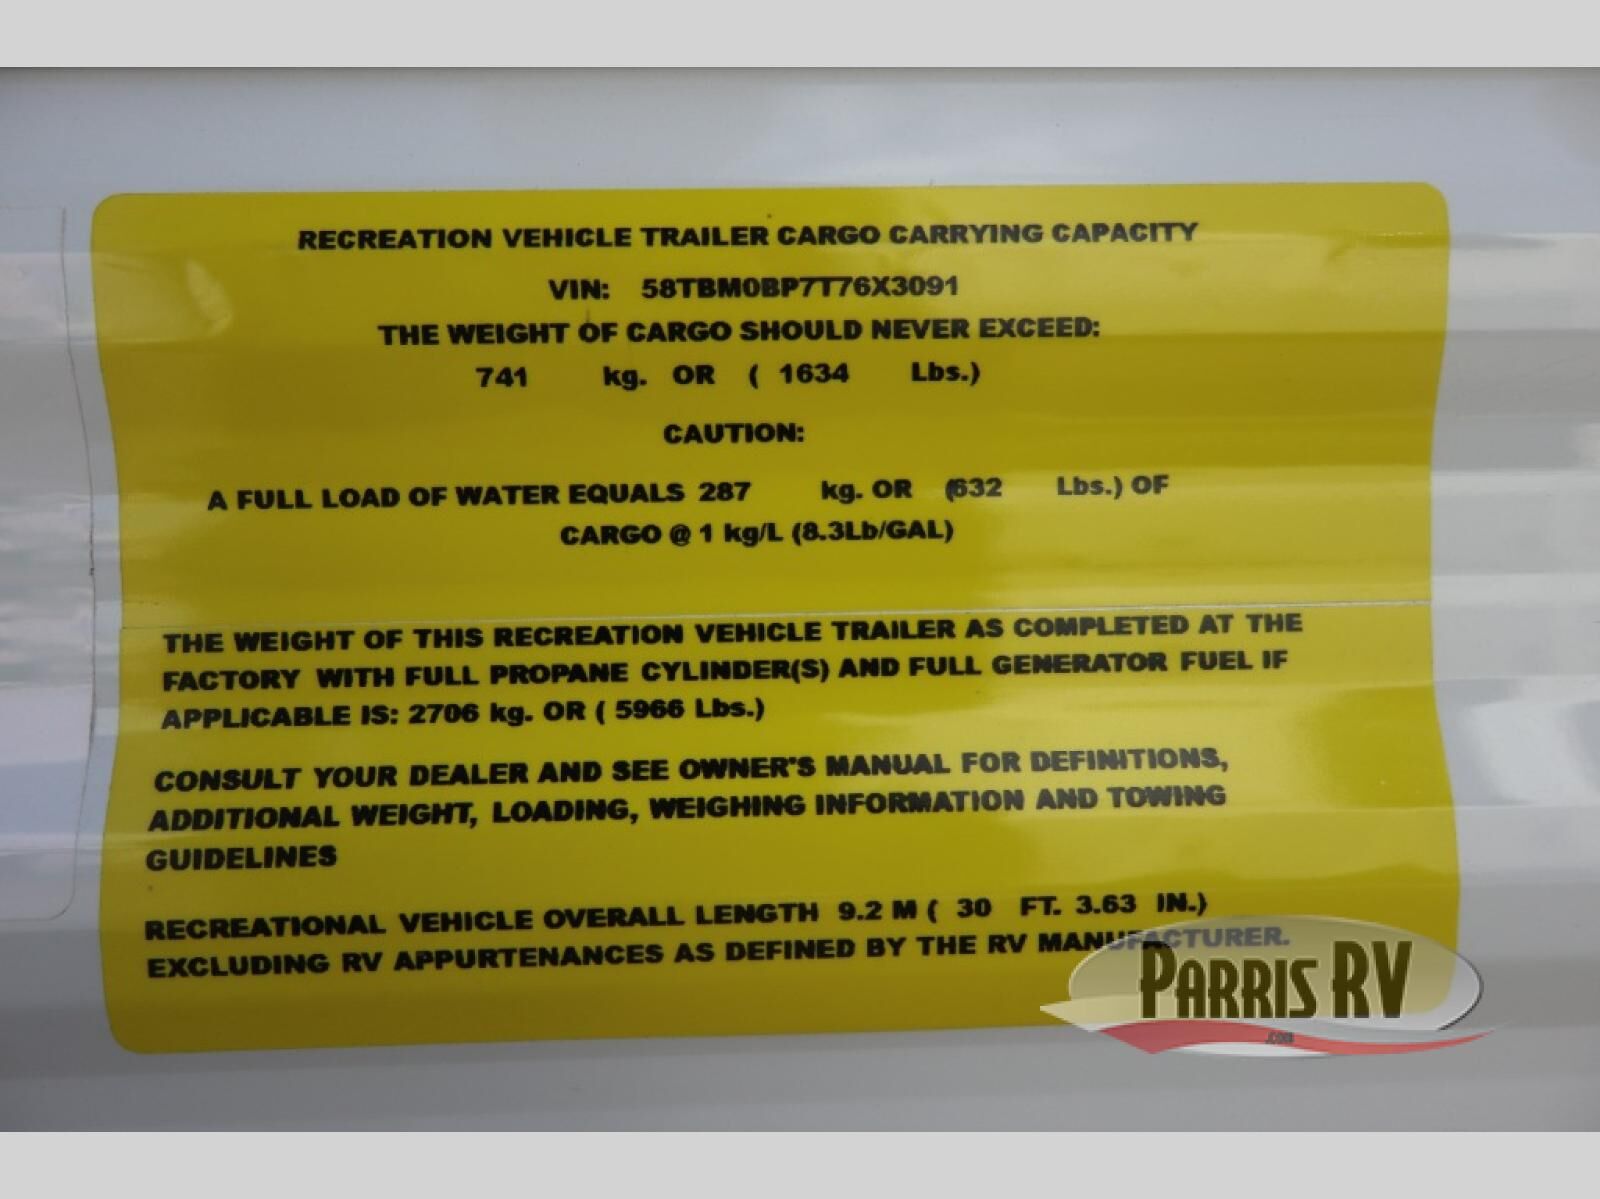 RECREATION VEHICLE TRAILER CARGO CARRYING CAPACITY
VIN: 58TBM0BP7T76X3091
THE WEIGHT OF CARGO SHOULD NEVER EXCEED:
741 kg. OR ( 1634 Lbs.)
CAUTION:
A FULL LOAD OF WATER EQUALS 287 kg. OR (632 Lbs.) OF
CARGO @ 1 kg/L (8.3Lb/GAL)
THE WEIGHT OF THIS RECREATION VEHICLE TRAILER AS COMPLETED AT THE
FACTORY WITH FULL PROPANE CYLINDER(S) AND FULL GENERATOR FUEL IF
APPLICABLE IS: 2706 kg. OR ( 5966 Lbs.)
CONSULT YOUR DEALER AND SEE OWNER'S MANUAL FOR DEFINITIONS,
ADDITIONAL WEIGHT, LOADING, WEIGHING INFORMATION AND TOWING
GUIDELINES
RECREATIONAL VEHICLE OVERALL LENGTH 9.2 M ( 30 FT. 3.63 IN.)
EXCLUDING RV APPURTENANCES AS DEFINED BY THE RV MANUFACTURER.
PARRIS RV
.COM